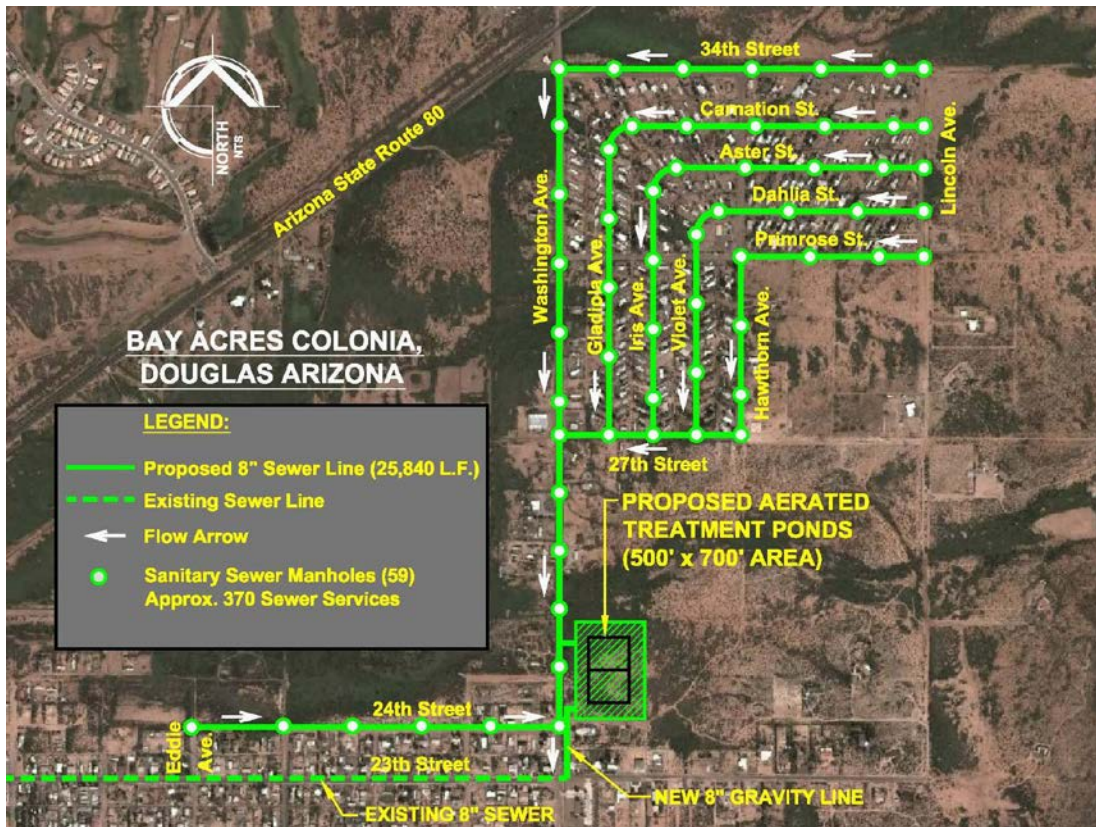 34th Street
Carnation St.
Aster St.
Dahlia St.
Primrose St.
Lincoln Ave.
NORTH
NTS
Arizona State Route 80
Washington Ave.
Gladipla Ave.
Iris Ave.
Violet Ave.
Hawthorn Ave.
27th Street
BAY ACRES COLONIA,
DOUGLAS ARIZONA
LEGEND:
Proposed 8" Sewer Line (25,840 L.F.)
Existing Sewer Line
Flow Arrow
Sanitary Sewer Manholes (59)
Approx. 370 Sewer Services
PROPOSED AERATED
TREATMENT PONDS
(500' x 700' AREA)
24th Street
Eddie
Ave.
23th Street
EXISTING 8" SEWER
NEW 8" GRAVITY LINE